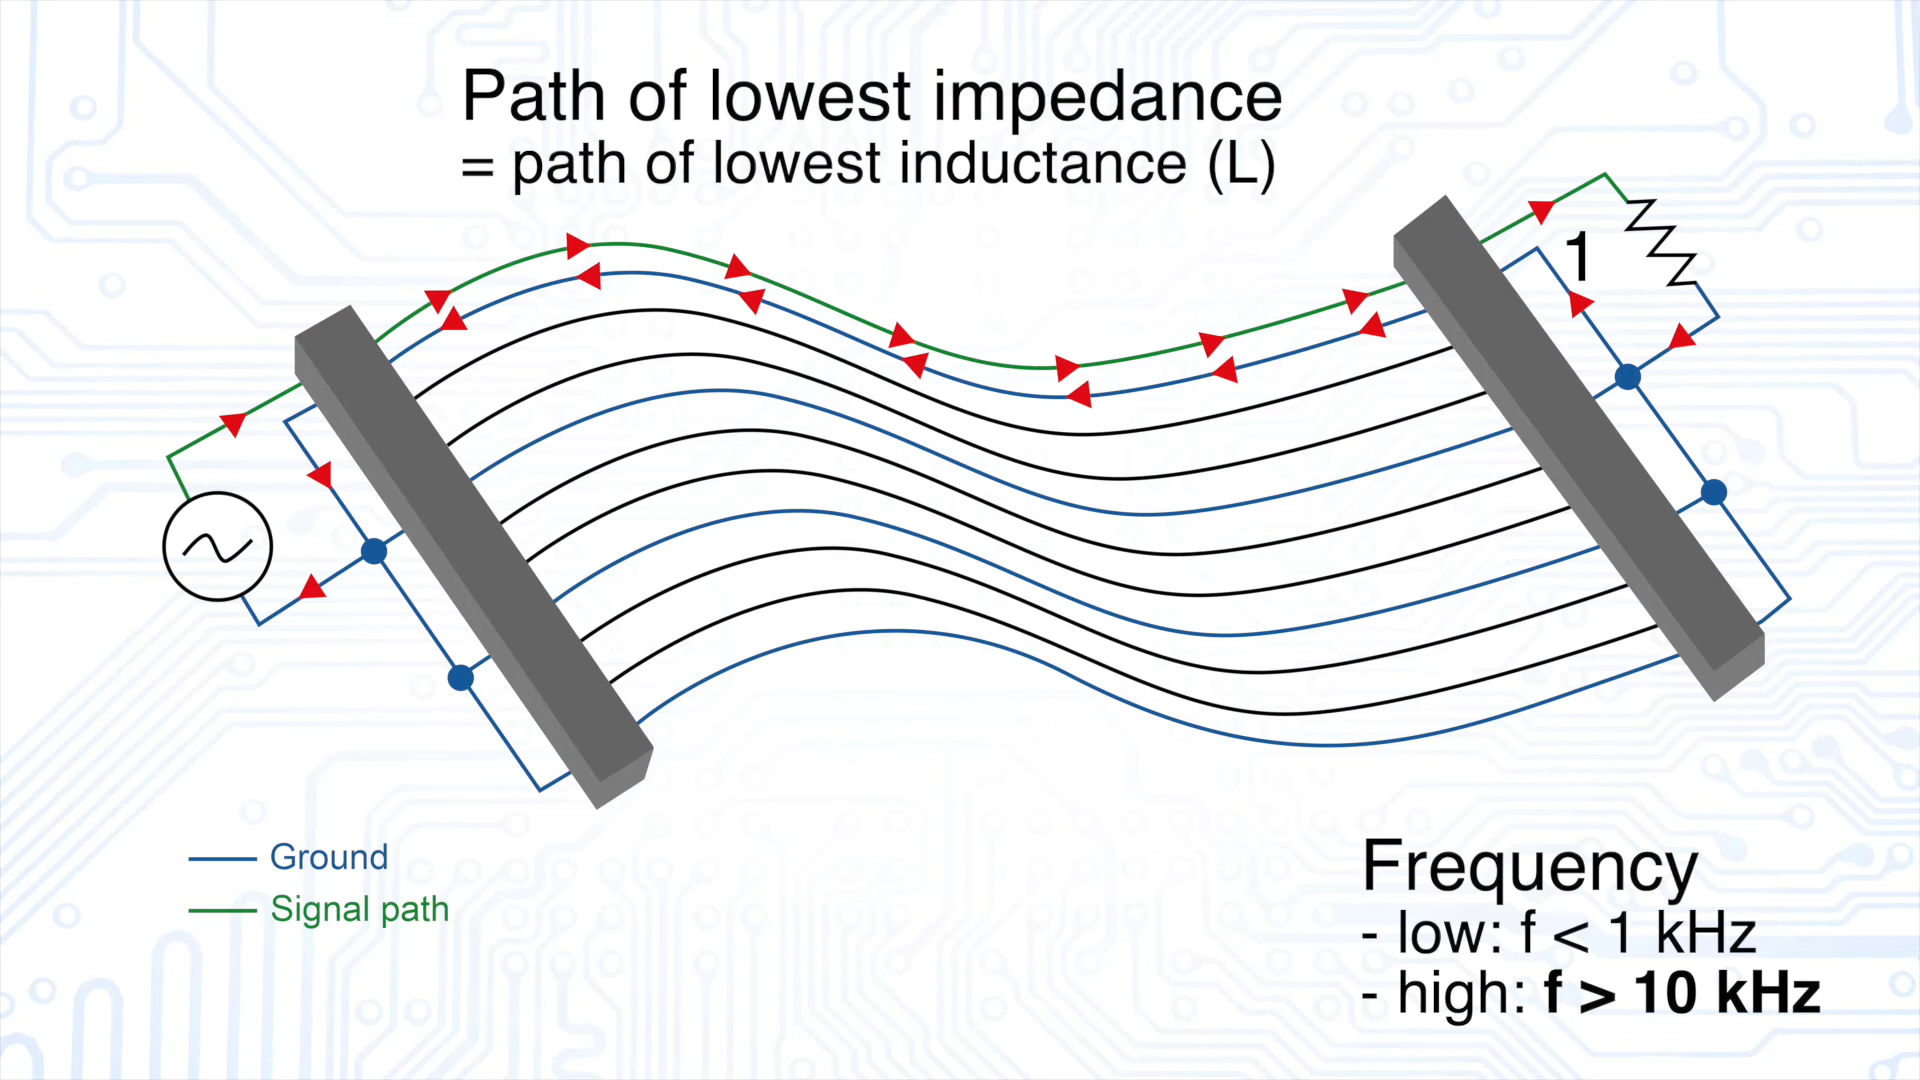 Path of lowest impedance
= path of lowest inductance (L)
1
Ground
Signal path
Frequency
- low: f < 1 kHz
- high: f > 10 kHz